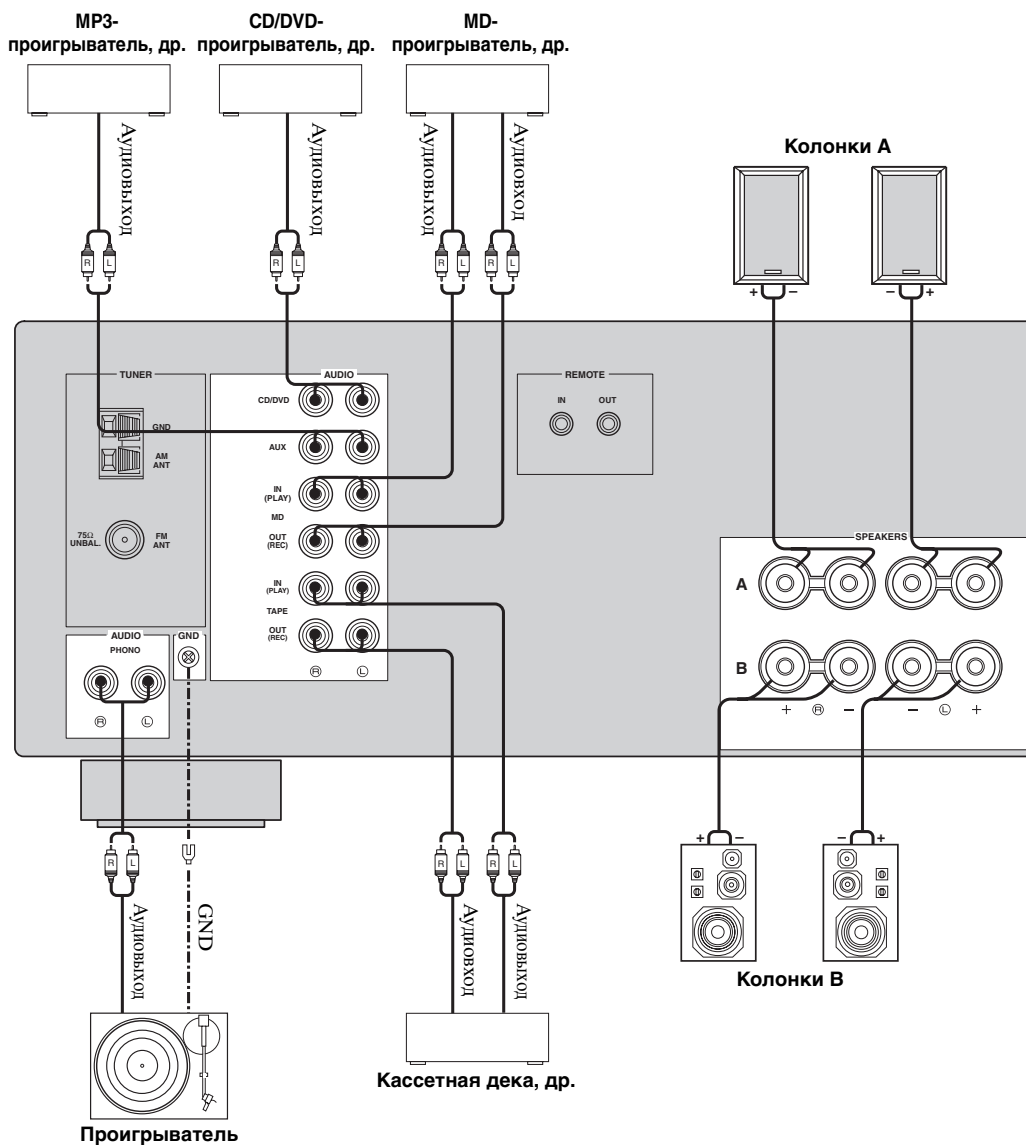 MP3-
проигрыватель, др.
CD/DVD-
проигрыватель, др.
MD-
проигрыватель, др.
Аудиовыход
Аудиовыход
Аудиовыход
Аудиовход
Колонки А
R L
R L
R L
R L
+ –
– +
TUNER
GND
AM
ANT
75Ω
UNBAL.
FM
ANT
AUDIO
CD/DVD
AUX
IN
(PLAY)
MD
OUT
(REC)
IN
(PLAY)
TAPE
OUT
(REC)
R L
REMOTE
IN OUT
SPEAKERS
A
B
+ R – – L +
AUDIO
PHONO
R L
GND
R L
R L
R L
+ –
– +
Аудиовыход
GND
Аудиовход
Аудиовыход
Колонки В
Кассетная дека, др.
Проигрыватель